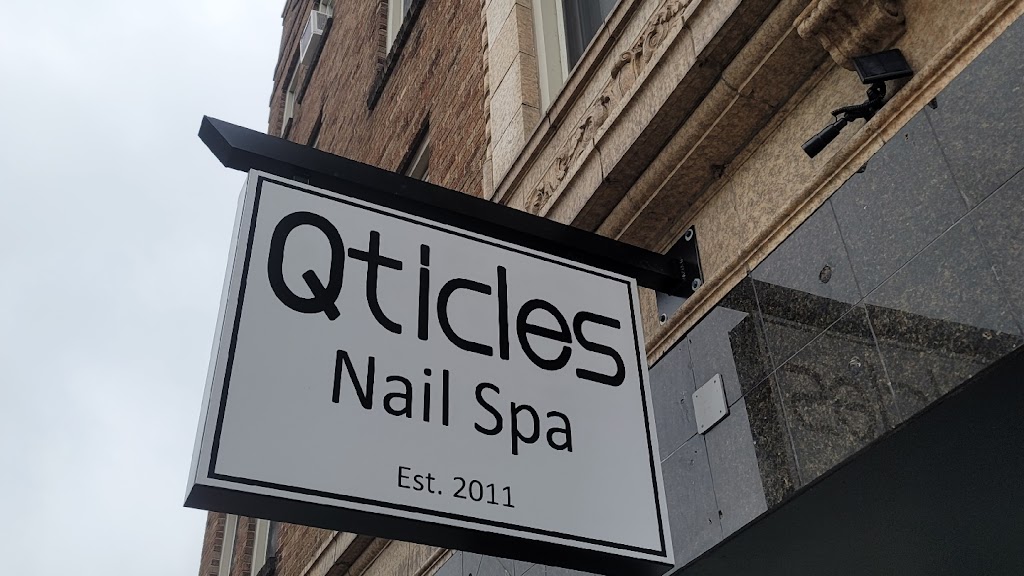 Qticles
Nail Spa
Est. 2011